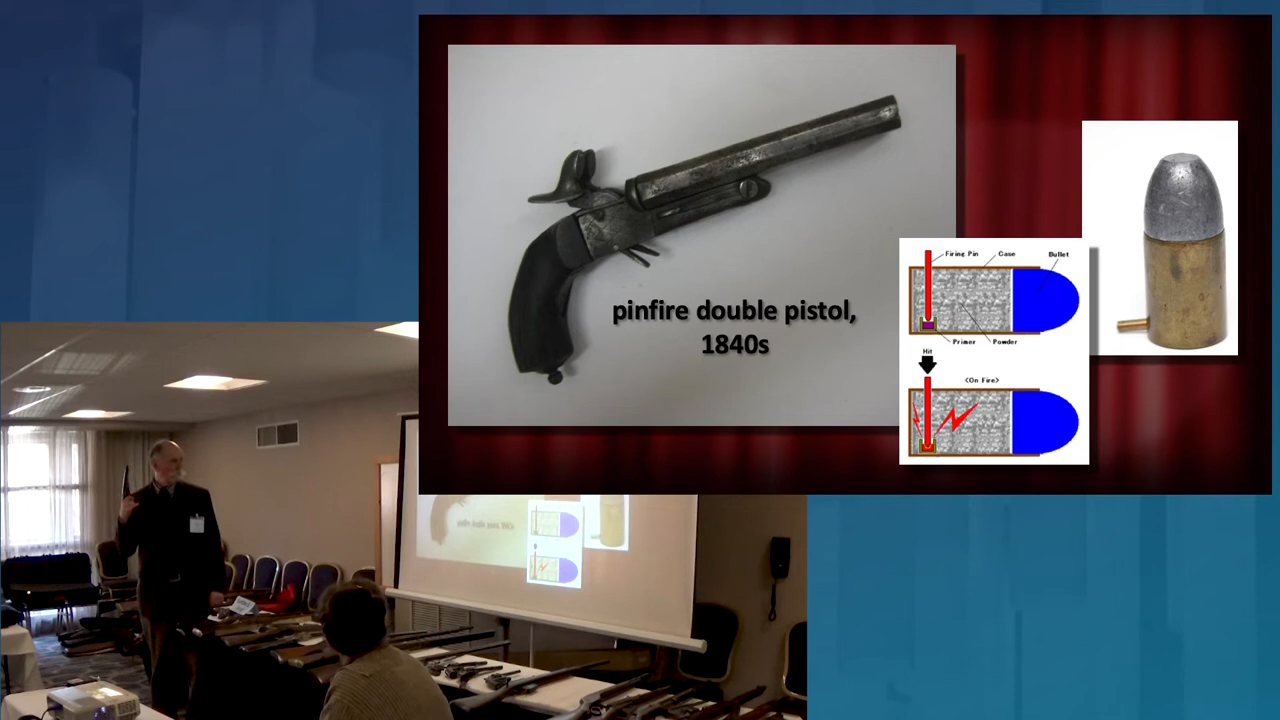 pinfire double pistol,
1840s
Firing Pin
Case
Bullet
Primer
Powder
Hit
<On Fire>